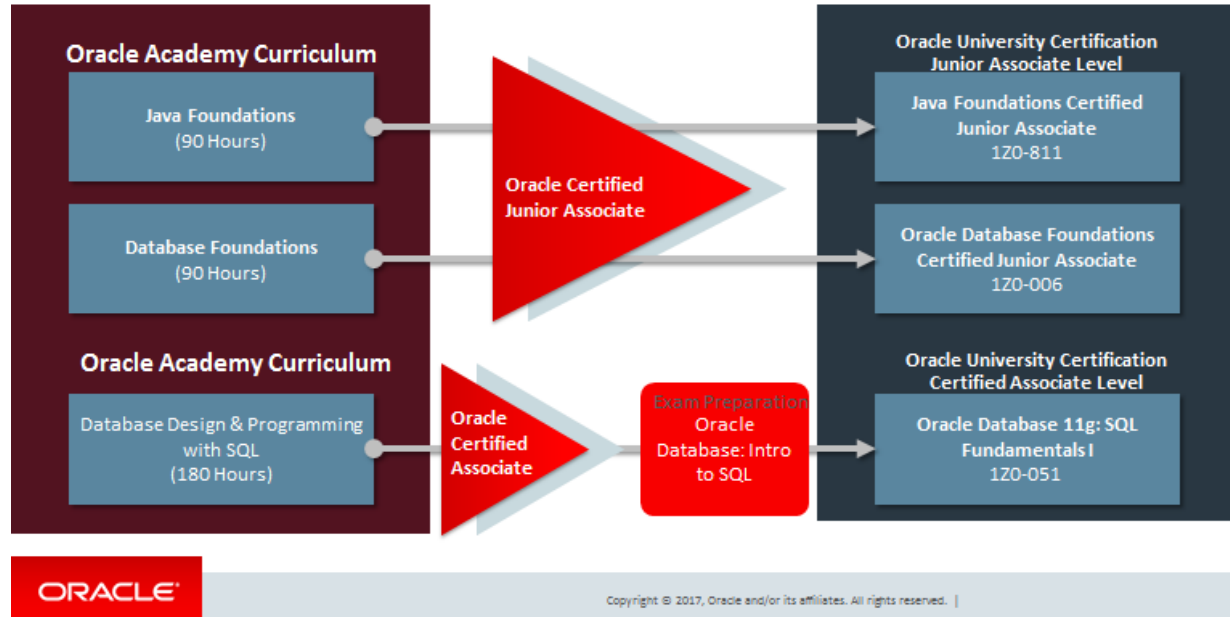 Oracle Academy Curriculum
Java Foundations
(90 Hours)
Database Foundations
(90 Hours)
Oracle Certified
Junior Associate
Oracle University Certification
Junior Associate Level
Java Foundations Certified
Junior Associate
1Z0-811
Oracle Database Foundations
Certified Junior Associate
1Z0-006
Oracle Academy Curriculum
Database Design & Programming
with SQL
(180 Hours)
Oracle
Certified
Associate
Exam Preparation
Oracle
Database: Intro
to SQL
Oracle University Certification
Certified Associate Level
Oracle Database 11g: SQL
Fundamentals I
1Z0-051
ORACLE®
Copyright © 2017, Oracle and/or its affiliates. All rights reserved. |